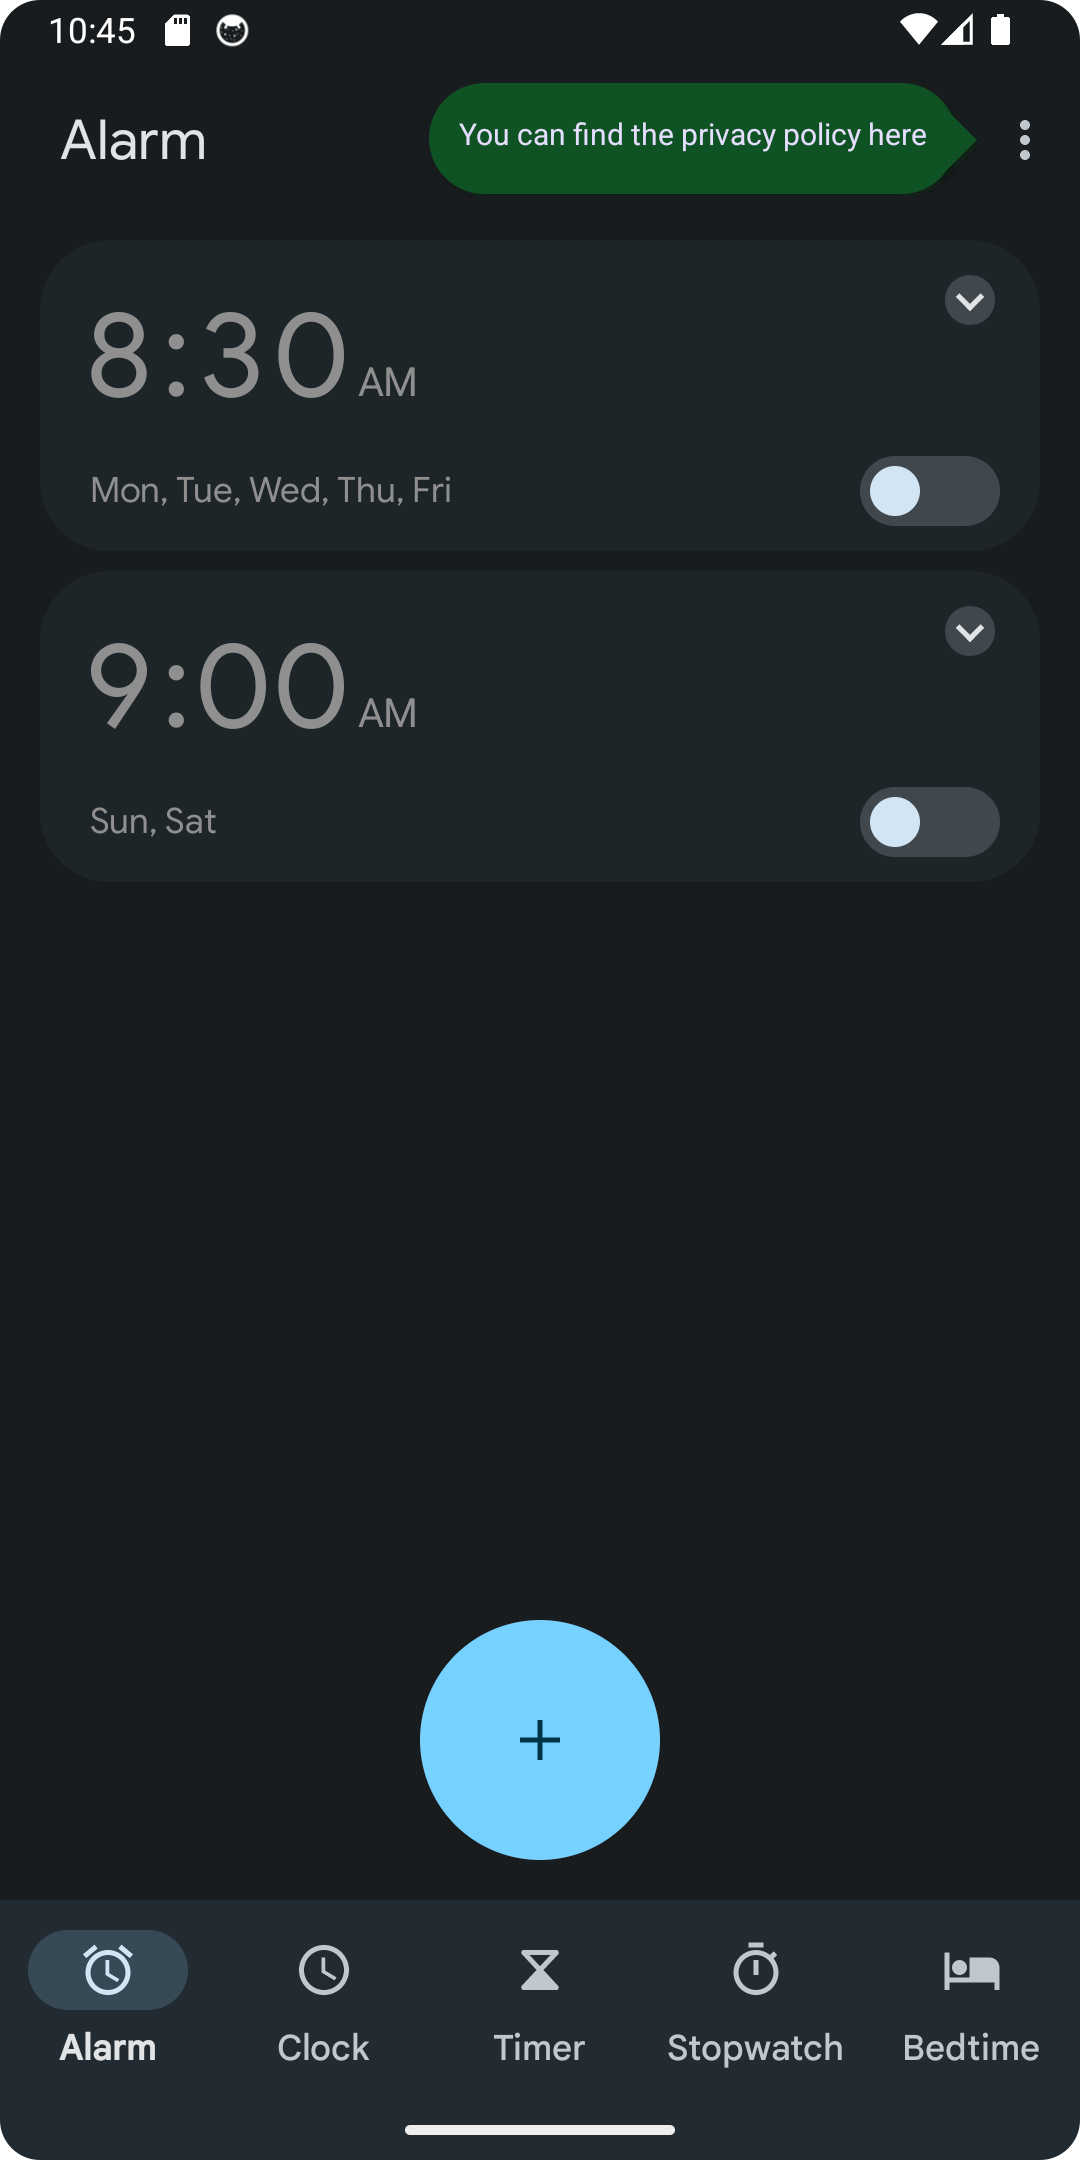 10:45
Alarm
You can find the privacy policy here
8:30 AM
Mon, Tue, Wed, Thu, Fri
9:00 AM
Sun, Sat
Alarm
Clock
Timer
Stopwatch
Bedtime